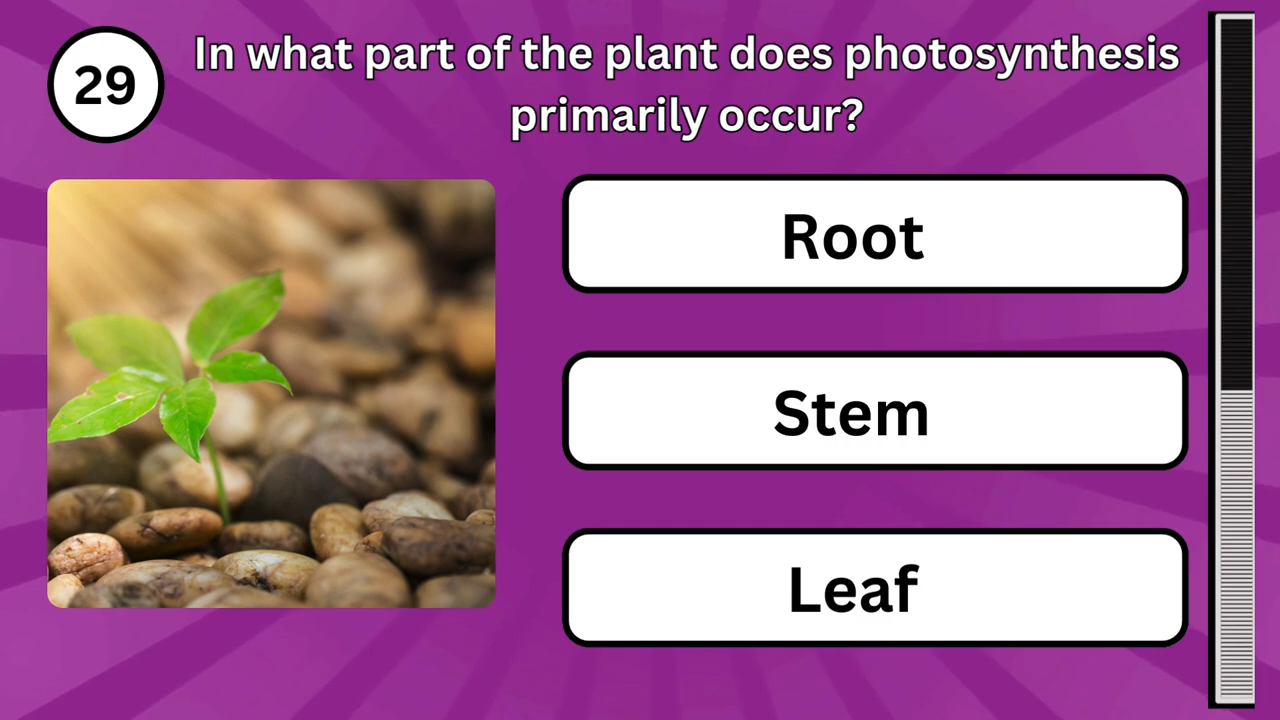 29
In what part of the plant does photosynthesis
primarily occur?
Root
Stem
Leaf